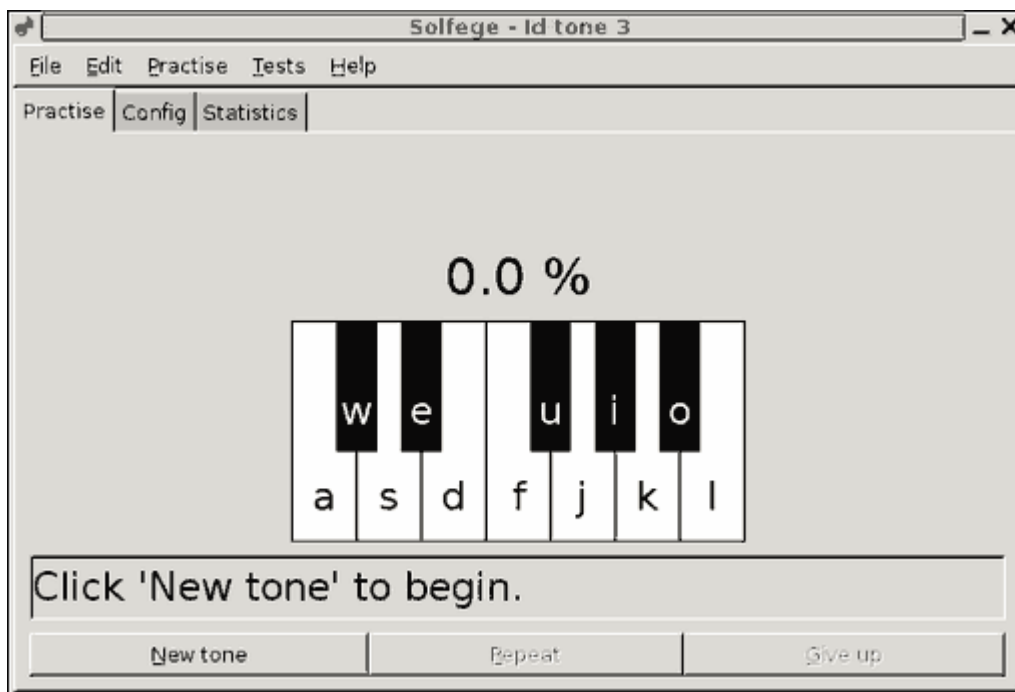 Solfege - Id tone 3
File Edit Practise Tests Help
Practise Config Statistics
0.0 %
w e u i o
a s d f j k l
Click 'New tone' to begin.
New tone Repeat Give up